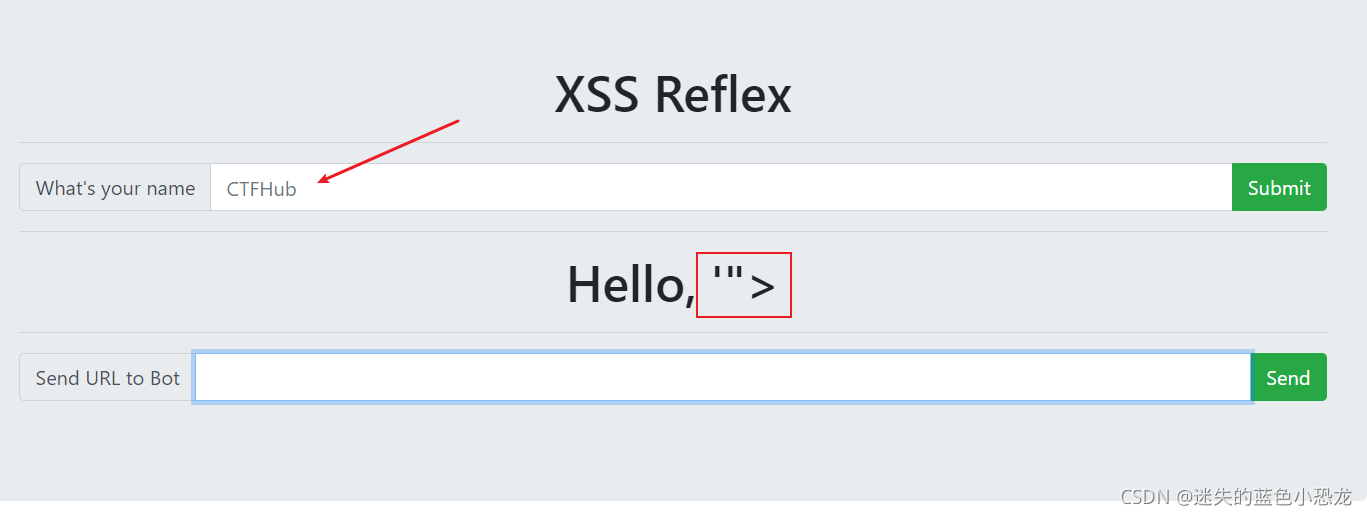 XSS Reflex
What's your name CTFHub Submit
Hello, '">
Send URL to Bot Send
CSDN @迷失的蓝色小恐龙